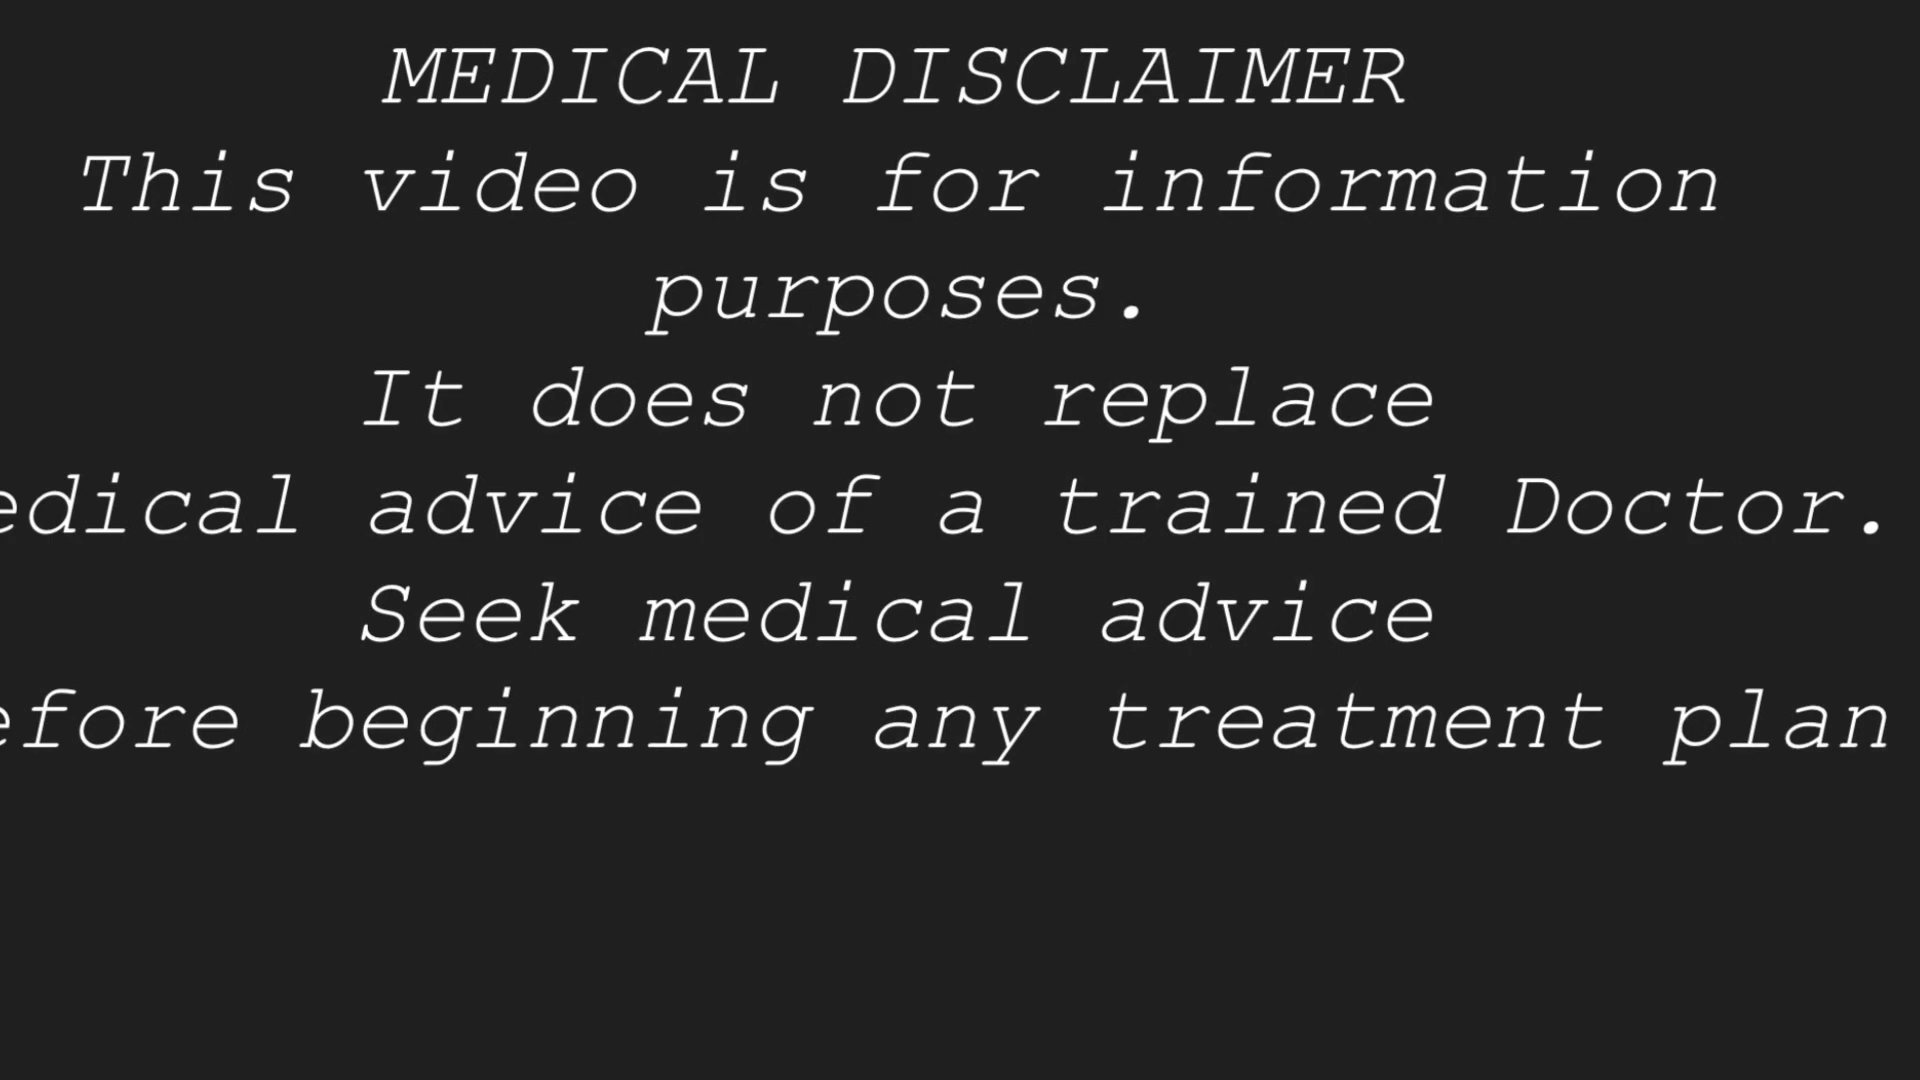 MEDICAL DISCLAIMER
This video is for information
purposes.
It does not replace
edical advice of a trained Doctor.
Seek medical advice
efore beginning any treatment plan